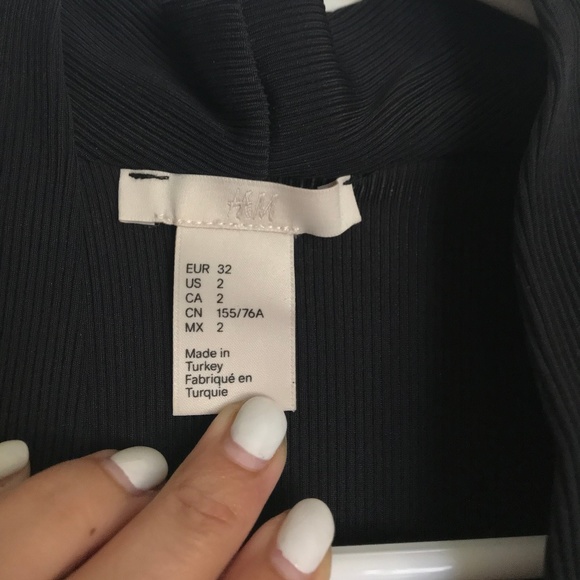 H&M
EUR 32
US 2
CA 2
CN 155/76A
MX 2
Made in
Turkey
Fabriqué en
Turquie